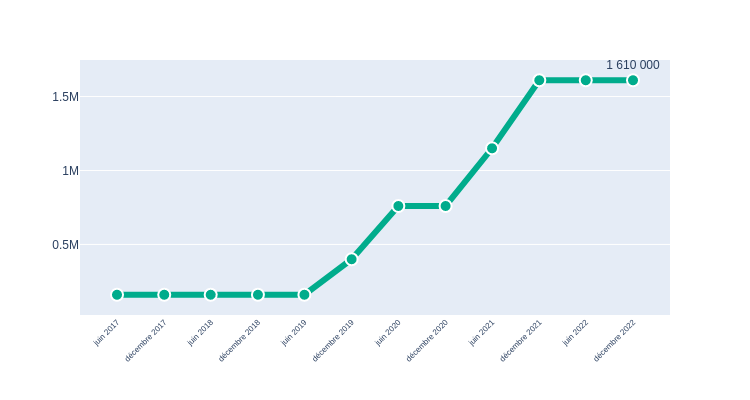 1 610 000
1.5M
1M
0.5M
juin 2017
décembre 2017
juin 2018
décembre 2018
juin 2019
décembre 2019
juin 2020
décembre 2020
juin 2021
décembre 2021
juin 2022
décembre 2022